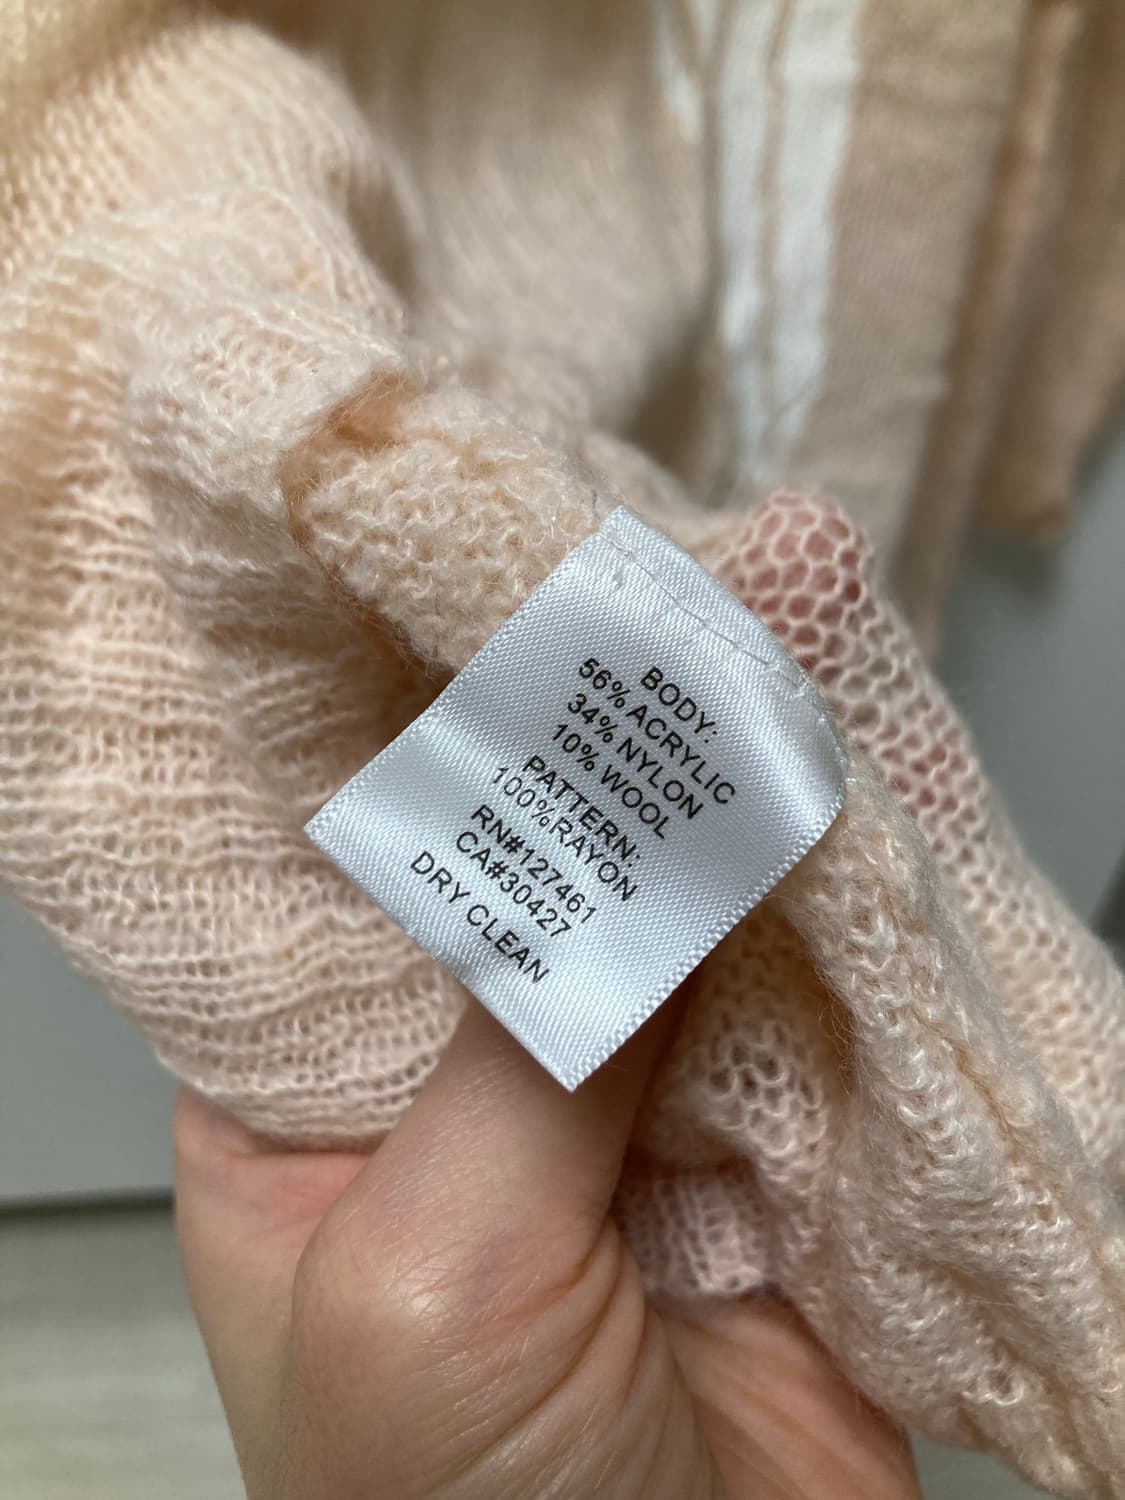 BODY:
56% ACRYLIC
34% NYLON
10% WOOL
PATTERN:
100%RAYON
RN#127461
CA#30427
DRY CLEAN